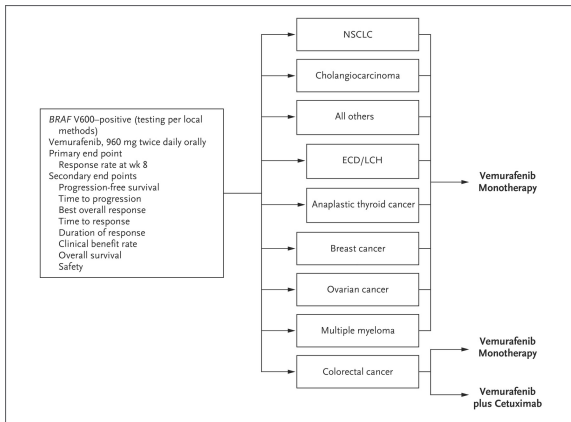 BRAF V600–positive (testing per local
methods)
Vemurafenib, 960 mg twice daily orally
Primary end point
Response rate at wk 8
Secondary end points
Progression-free survival
Time to progression
Best overall response
Time to response
Duration of response
Clinical benefit rate
Overall survival
Safety
NSCLC
Cholangiocarcinoma
All others
ECD/LCH
Anaplastic thyroid cancer
Breast cancer
Ovarian cancer
Multiple myeloma
Colorectal cancer
Vemurafenib
Monotherapy
Vemurafenib
Monotherapy
Vemurafenib
plus Cetuximab